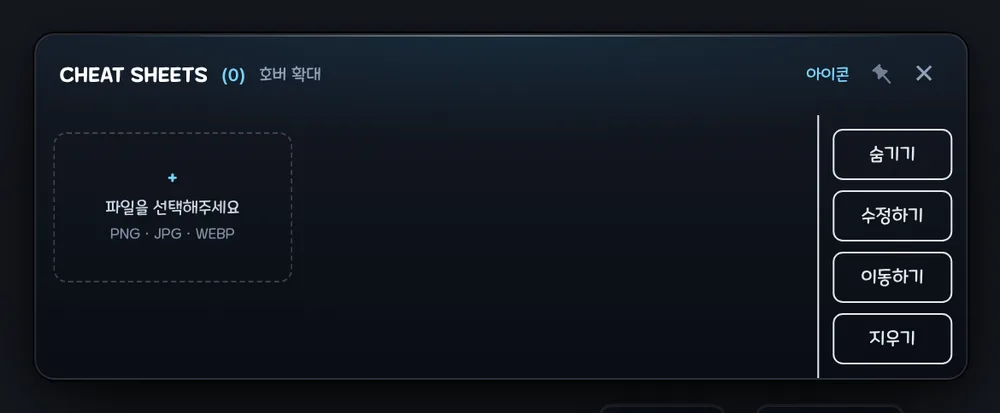 CHEAT SHEETS (0) 호버 확대
아이콘
+
파일을 선택해주세요
PNG · JPG · WEBP
숨기기
수정하기
이동하기
지우기